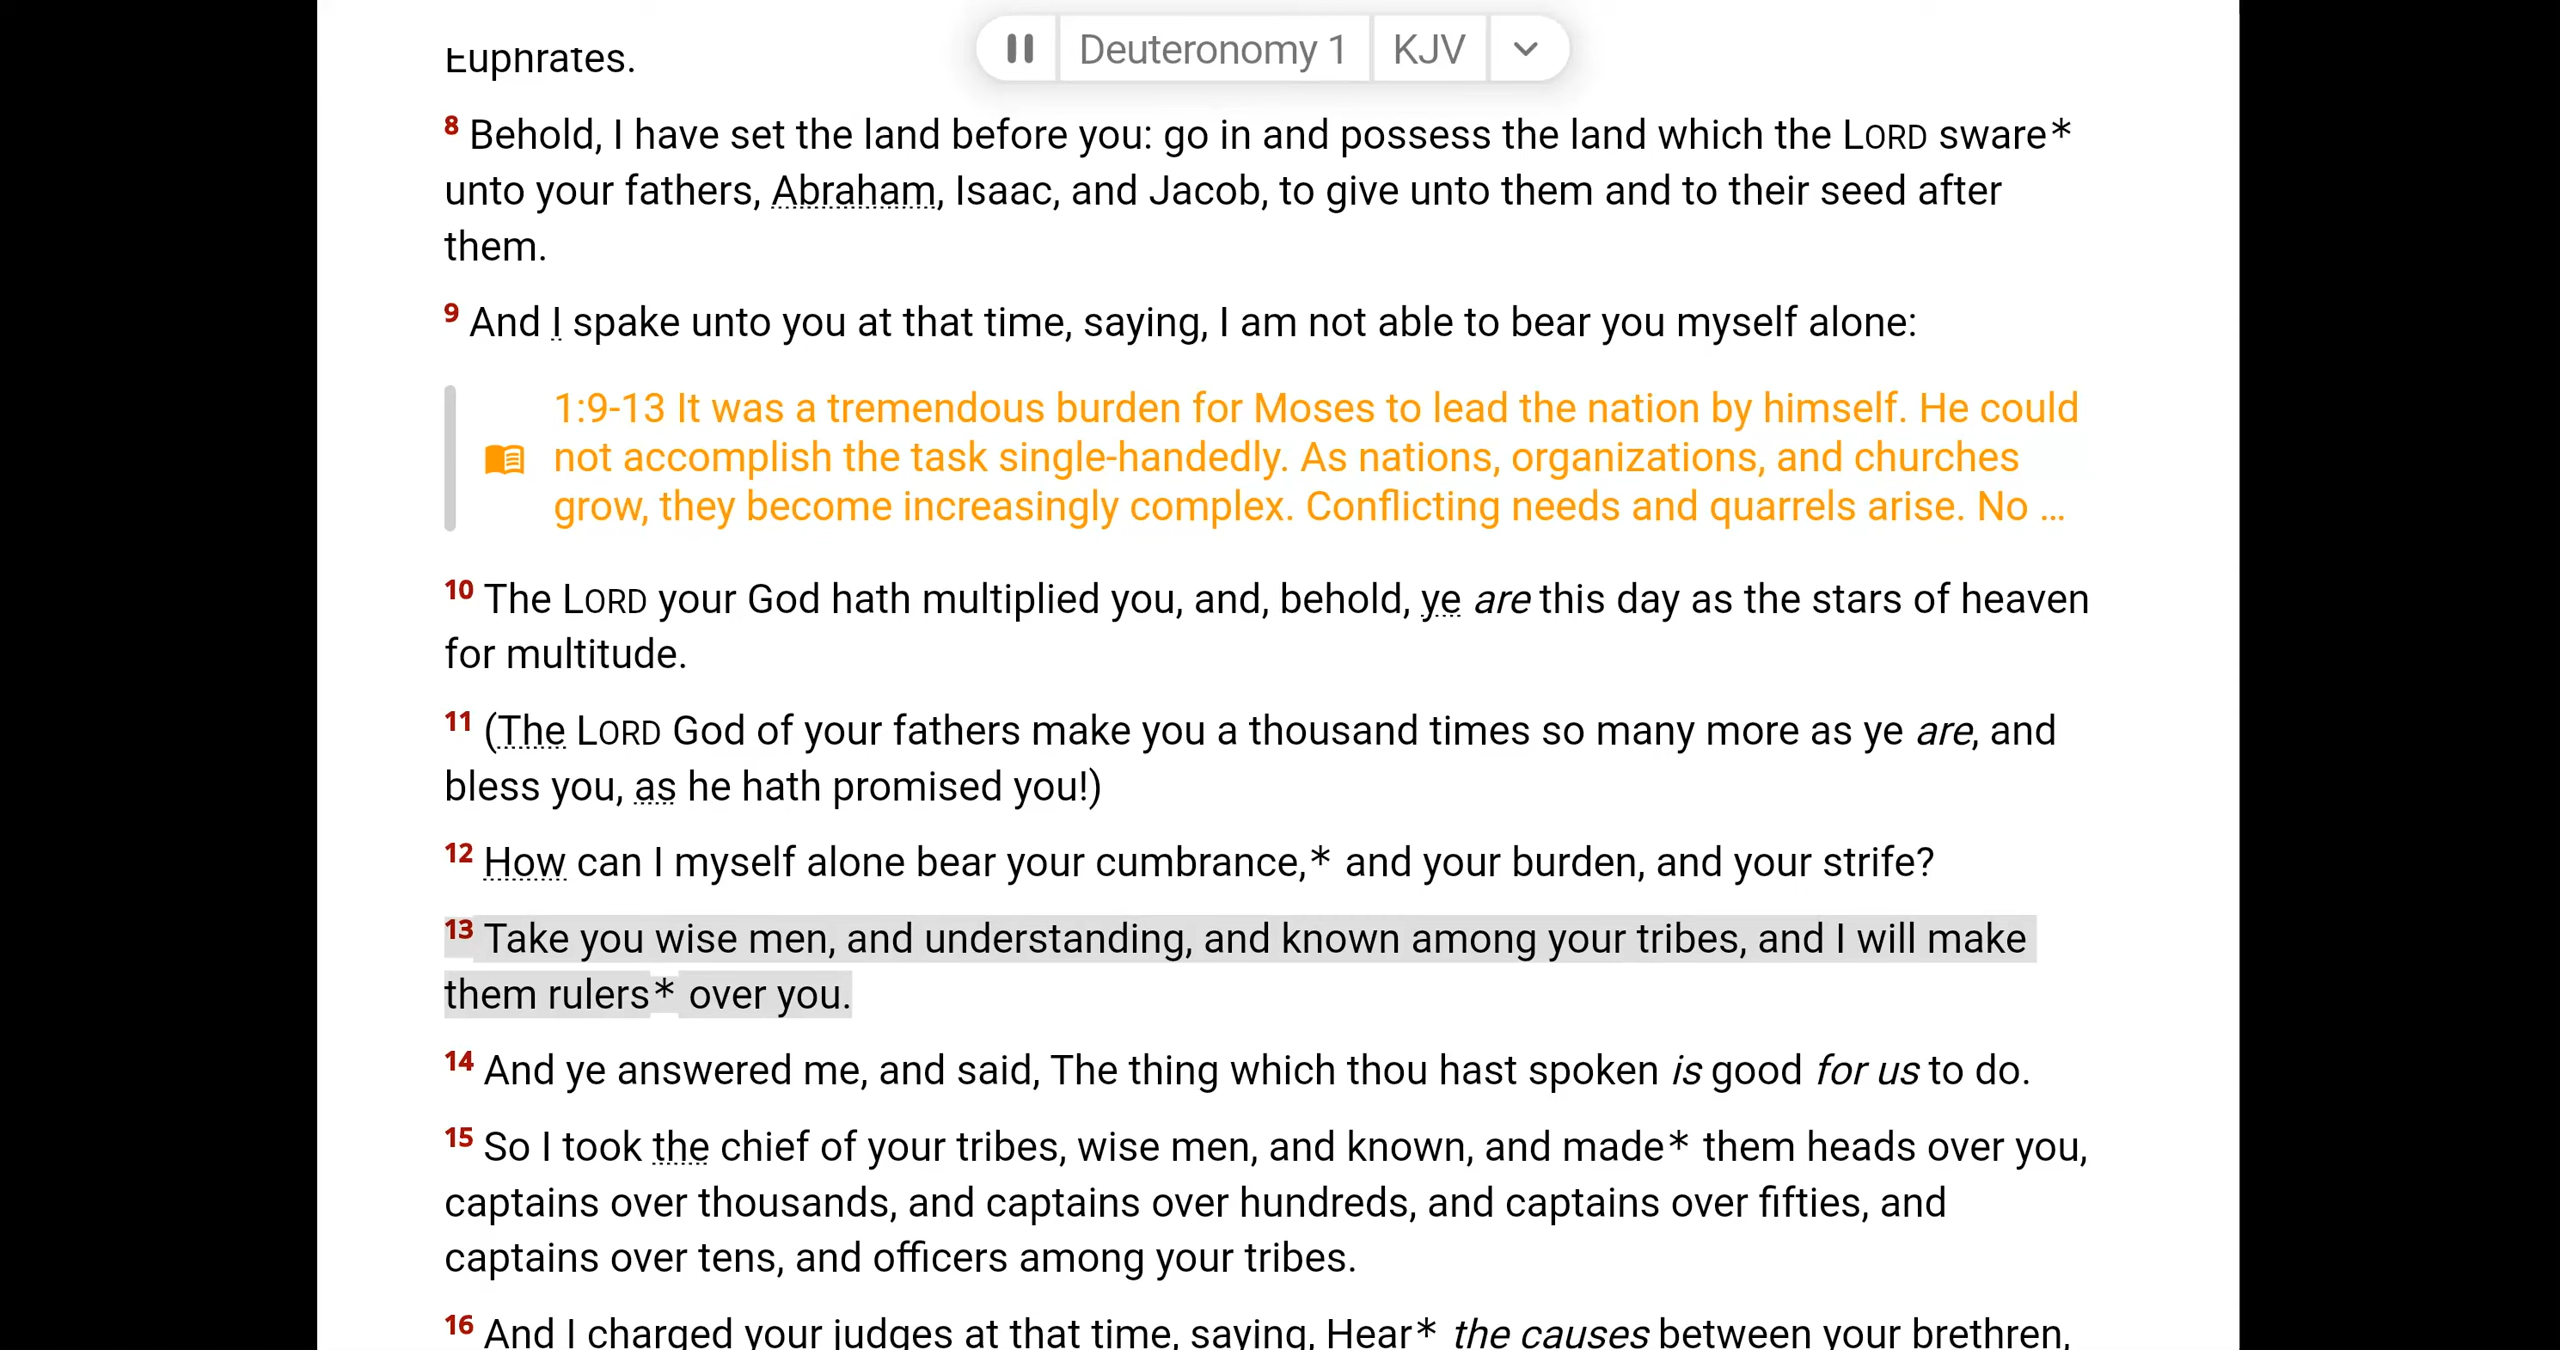 Euphrates.
Deuteronomy 1
KJV
8 Behold, I have set the land before you: go in and possess the land which the LORD sware*
unto your fathers, Abraham, Isaac, and Jacob, to give unto them and to their seed after
them.
9 And I spake unto you at that time, saying, I am not able to bear you myself alone:
1:9-13 It was a tremendous burden for Moses to lead the nation by himself. He could
not accomplish the task single-handedly. As nations, organizations, and churches
grow, they become increasingly complex. Conflicting needs and quarrels arise. No ...
10 The LORD your God hath multiplied you, and, behold, ye are this day as the stars of heaven
for multitude.
11 (The LORD God of your fathers make you a thousand times so many more as ye are, and
bless you, as he hath promised you!)
12 How can I myself alone bear your cumbrance,* and your burden, and your strife?
13 Take you wise men, and understanding, and known among your tribes, and I will make
them rulers* over you.
14 And ye answered me, and said, The thing which thou hast spoken is good for us to do.
15 So I took the chief of your tribes, wise men, and known, and made* them heads over you,
captains over thousands, and captains over hundreds, and captains over fifties, and
captains over tens, and officers among your tribes.
16 And I charged your judges at that time, saying, Hear* the causes between your brethren,